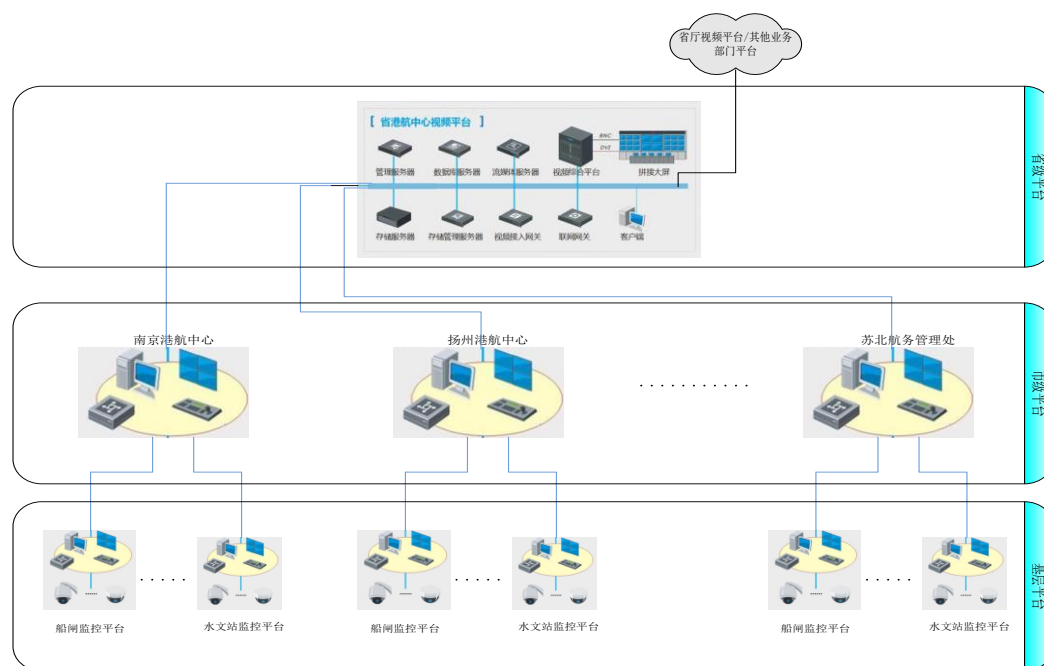 省厅视频平台/其他业务
部门平台
【 省港航中心视频平台 】
BNC
DVI
管理服务器
数据库服务器
流媒体服务器
视频综合平台
拼接大屏
存储服务器
存储管理服务器
视频接入网关
联网网关
客户端
省级平台
南京港航中心
扬州港航中心
苏北航务管理处
...........
市级平台
......
......
......
......
......
......
.....
.....
.....
船闸监控平台
水文站监控平台
船闸监控平台
水文站监控平台
船闸监控平台
水文站监控平台
基层平台